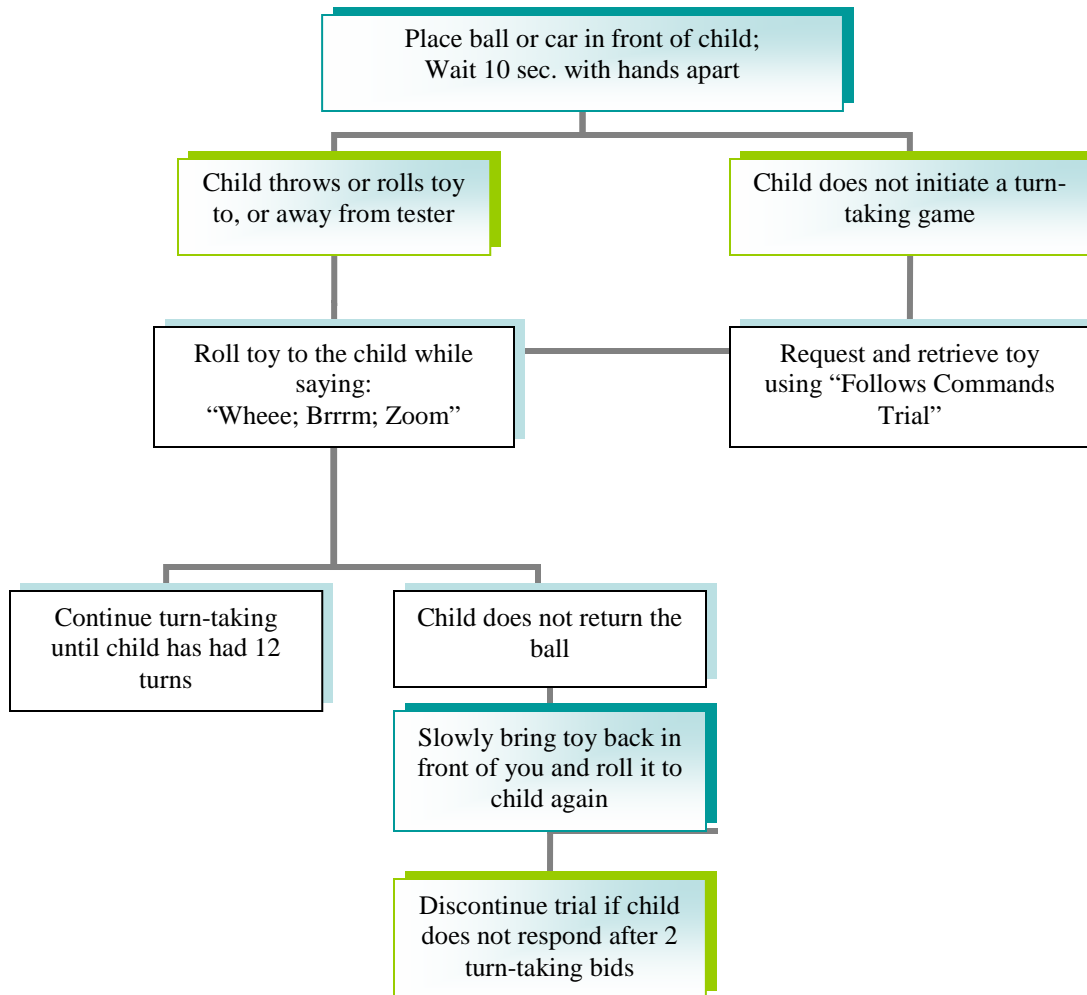 Place ball or car in front of child;
Wait 10 sec. with hands apart
Child throws or rolls toy
to, or away from tester
Child does not initiate a turn-
taking game
Roll toy to the child while
saying:
“Wheee; Brrrm; Zoom”
Request and retrieve toy
using “Follows Commands
Trial”
Continue turn-taking
until child has had 12
turns
Child does not return the
ball
Slowly bring toy back in
front of you and roll it to
child again
Discontinue trial if child
does not respond after 2
turn-taking bids